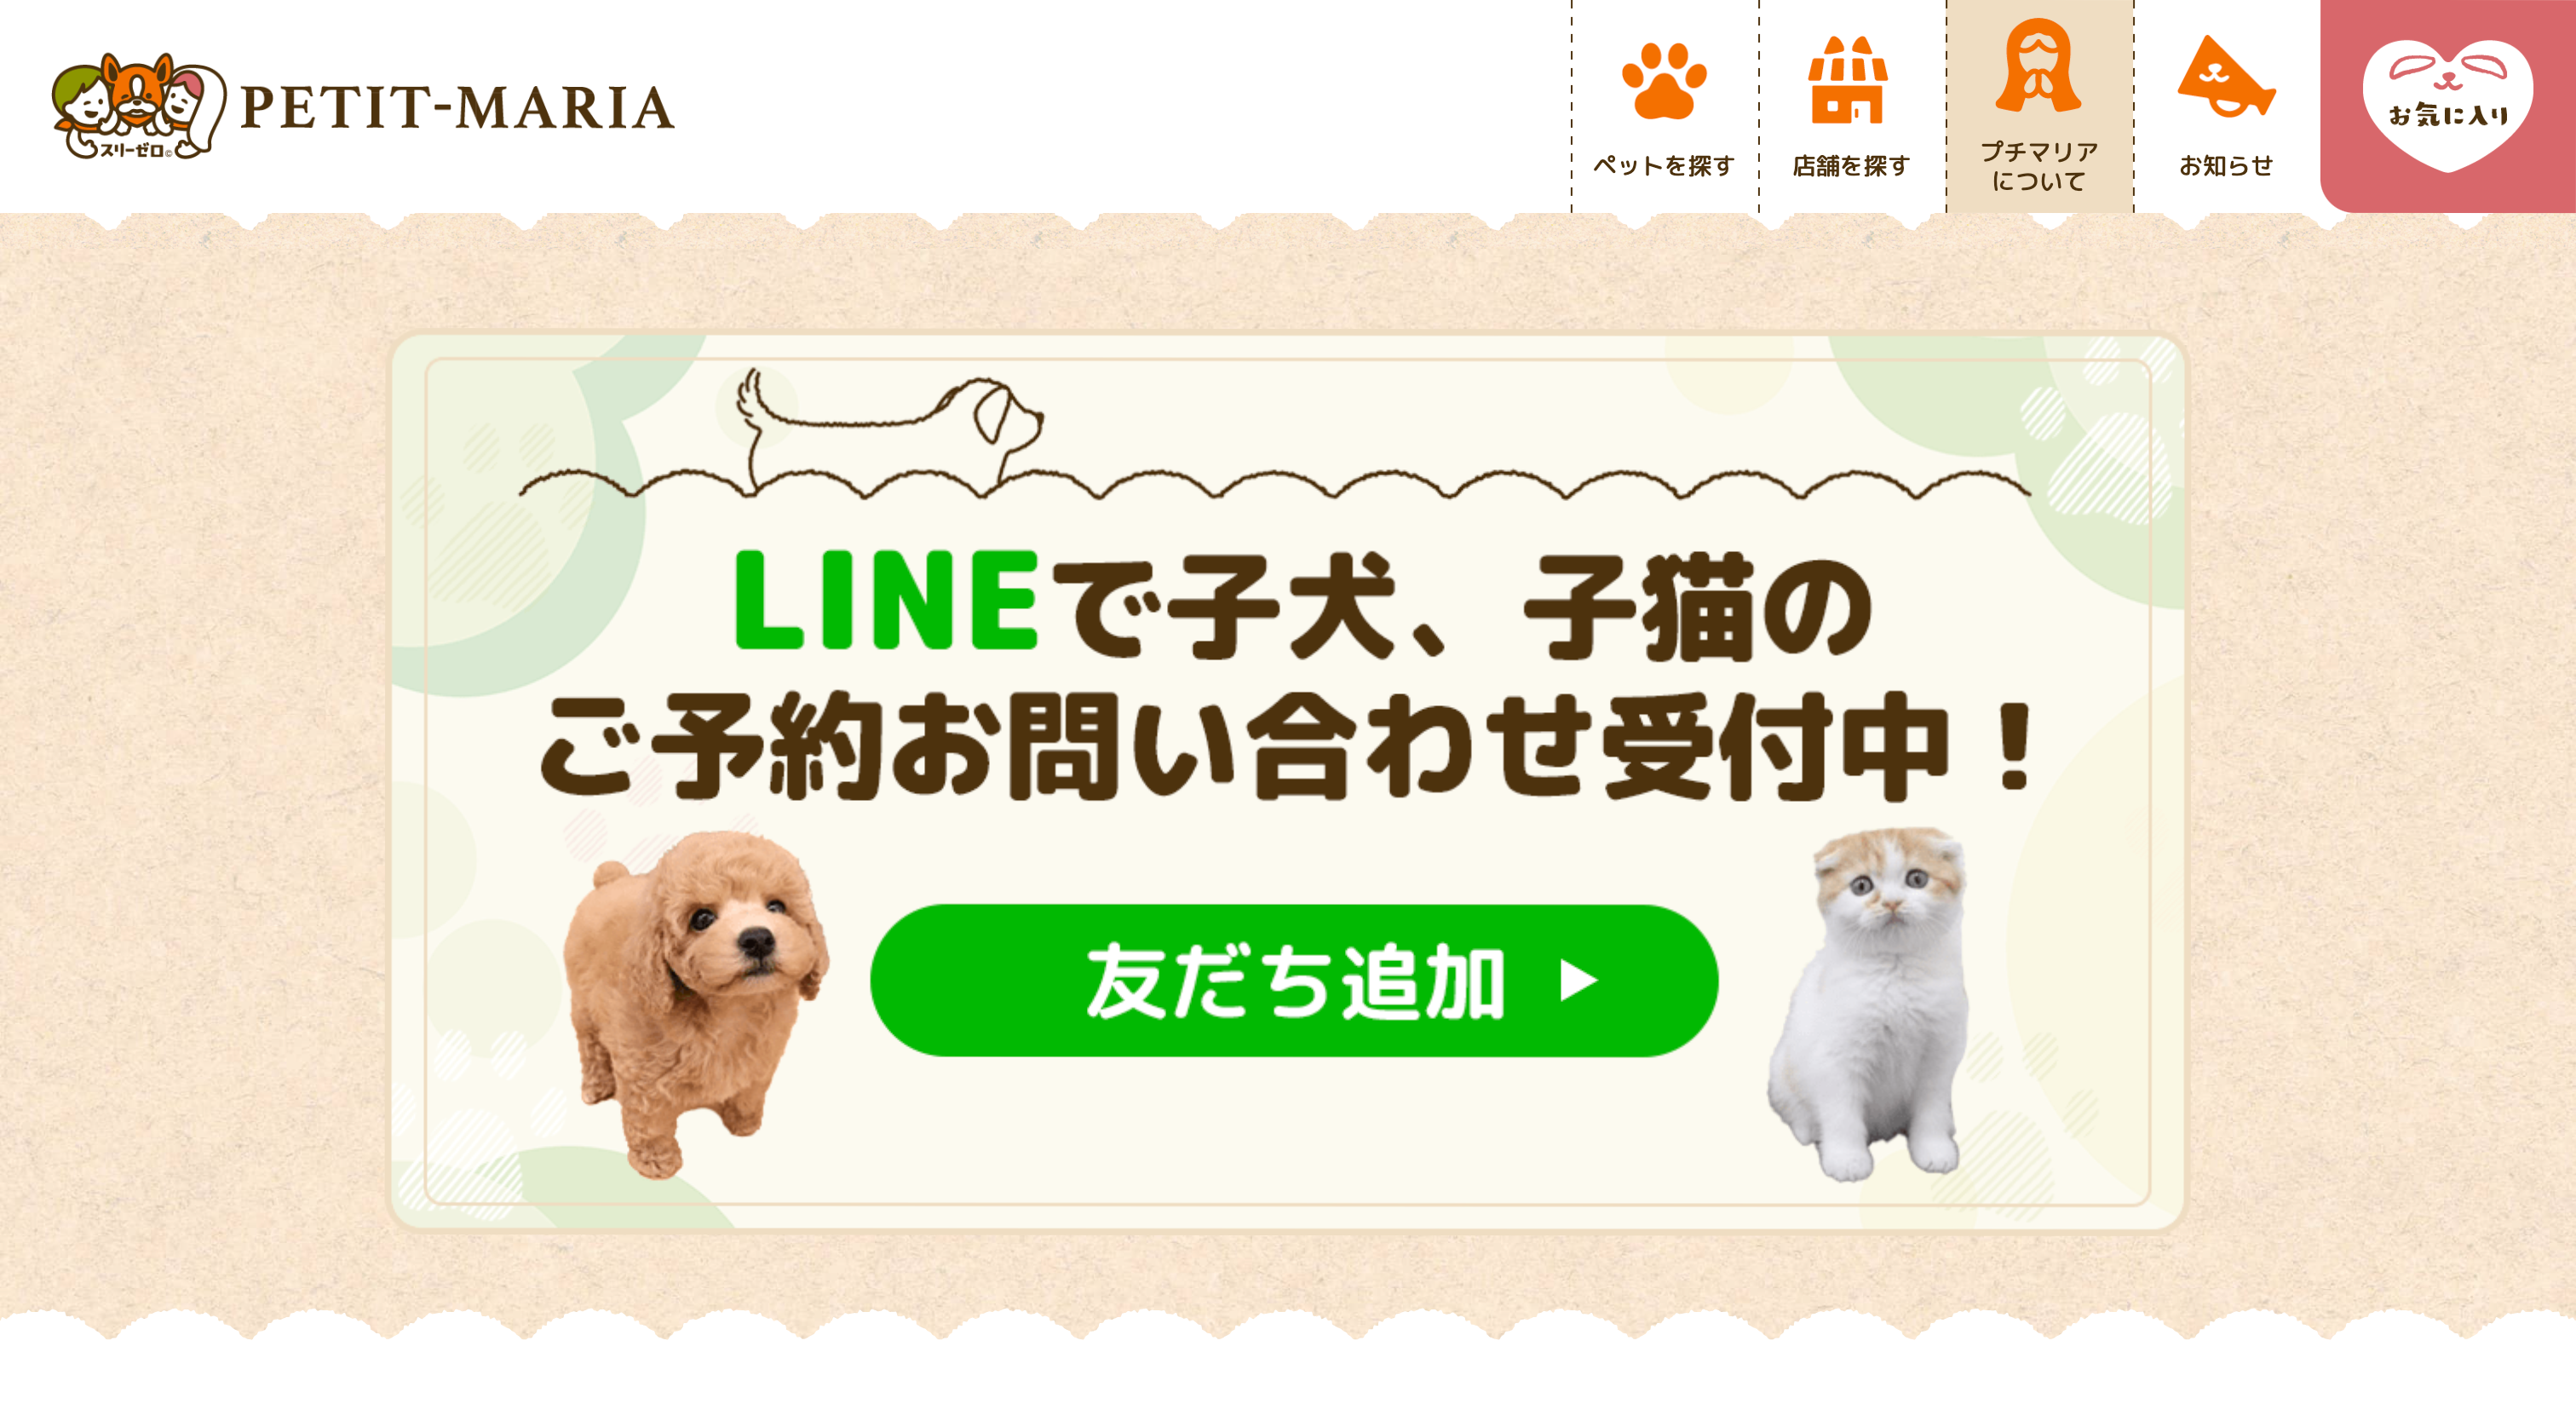 スリーゼロ©
PETIT-MARIA
ペットを探す
店舗を探す
プチマリア
について
お知らせ
お気に入り
LINEで子犬、子猫の
ご予約お問い合わせ受付中！
友だち追加